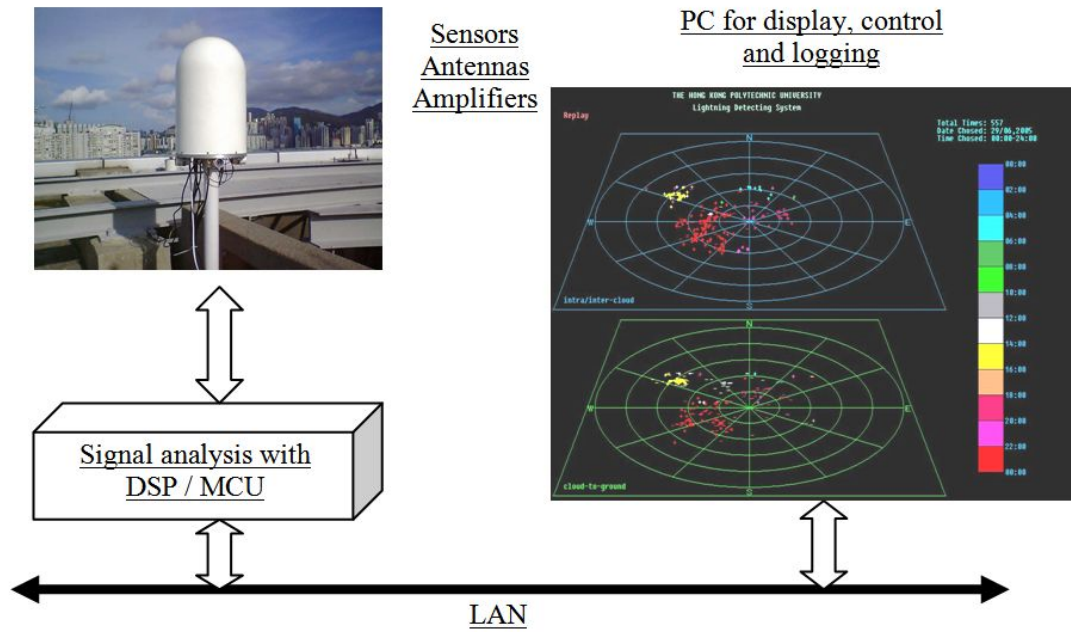 Sensors
Antennas
Amplifiers
PC for display, control
and logging
THE HONG KONG POLYTECHNIC UNIVERSITY
Lightning Detecting System
Replay
Total Times: 557
Date Chosed: 29/06,2005
Time Chosed: 00:00-24:00
N
W
E
S
intra/inter-cloud
N
W
E
S
cloud-to-ground
00:00
02:00
04:00
06:00
08:00
10:00
12:00
14:00
16:00
18:00
20:00
22:00
00:00
Signal analysis with
DSP / MCU
LAN